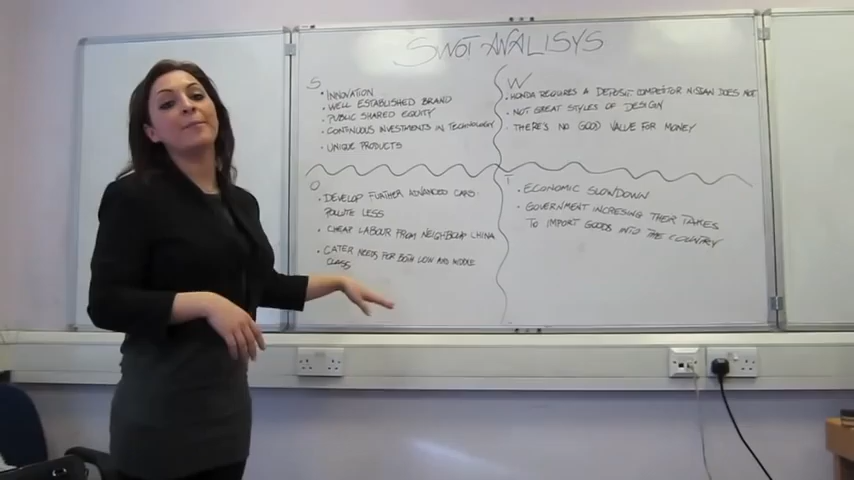 SWOT ANALISYS
S
• INNOVATION
• WELL ESTABLISHED BRAND
• PUBLIC SHARED EQUITY
• CONTINUOUS INVESTMENTS IN TECHNOLOGY
• UNIQUE PRODUCTS
W
• HONDA REQUIRES A DEPOSIT COMPETITOR NISSAN DOES NOT
• NOT GREAT STYLES OF DESIGN
• THERE'S NO GOOD VALUE FOR MONEY
O
• DEVELOP FURTHER ADVANCED CARS
POLLUTE LESS
• CHEAP LABOUR FROM NEIGHBOUR CHINA
• CATER NEEDS FOR BOTH LOW AND MIDDLE
CLASS
T
• ECONOMIC SLOWDOWN
• GOVERNMENT INCRESING THEIR TAXES
TO IMPORT GOODS INTO THE COUNTRY